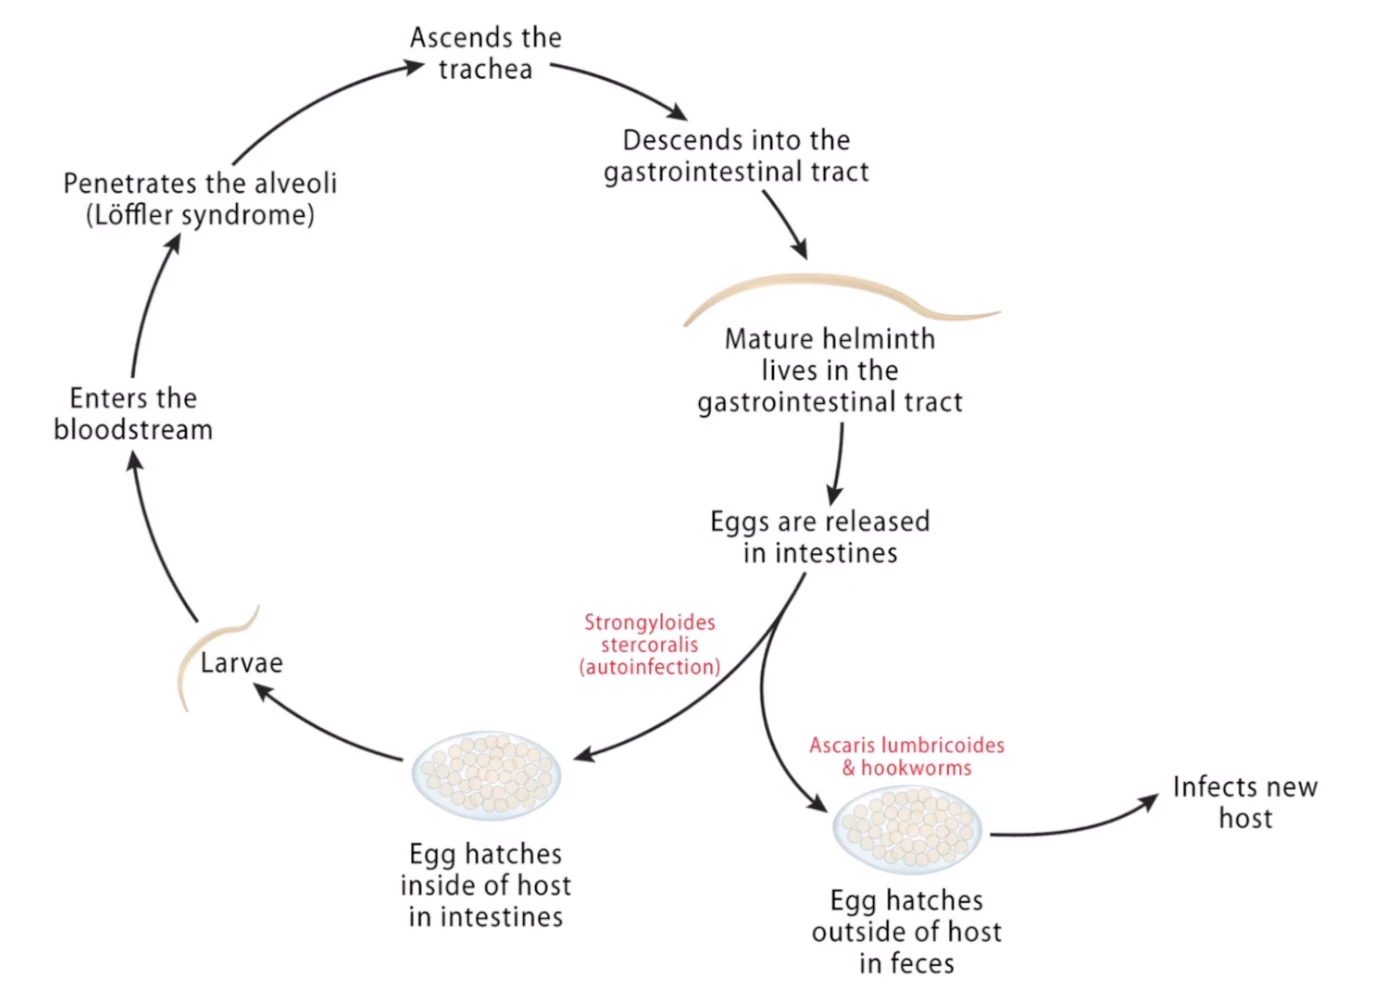 Ascends the
trachea
Descends into the
gastrointestinal tract
Penetrates the alveoli
(Löffler syndrome)
Mature helminth
lives in the
gastrointestinal tract
Enters the
bloodstream
Eggs are released
in intestines
Strongyloides
stercoralis
(autoinfection)
Larvae
Ascaris lumbricoides
& hookworms
Infects new
host
Egg hatches
inside of host
in intestines
Egg hatches
outside of host
in feces